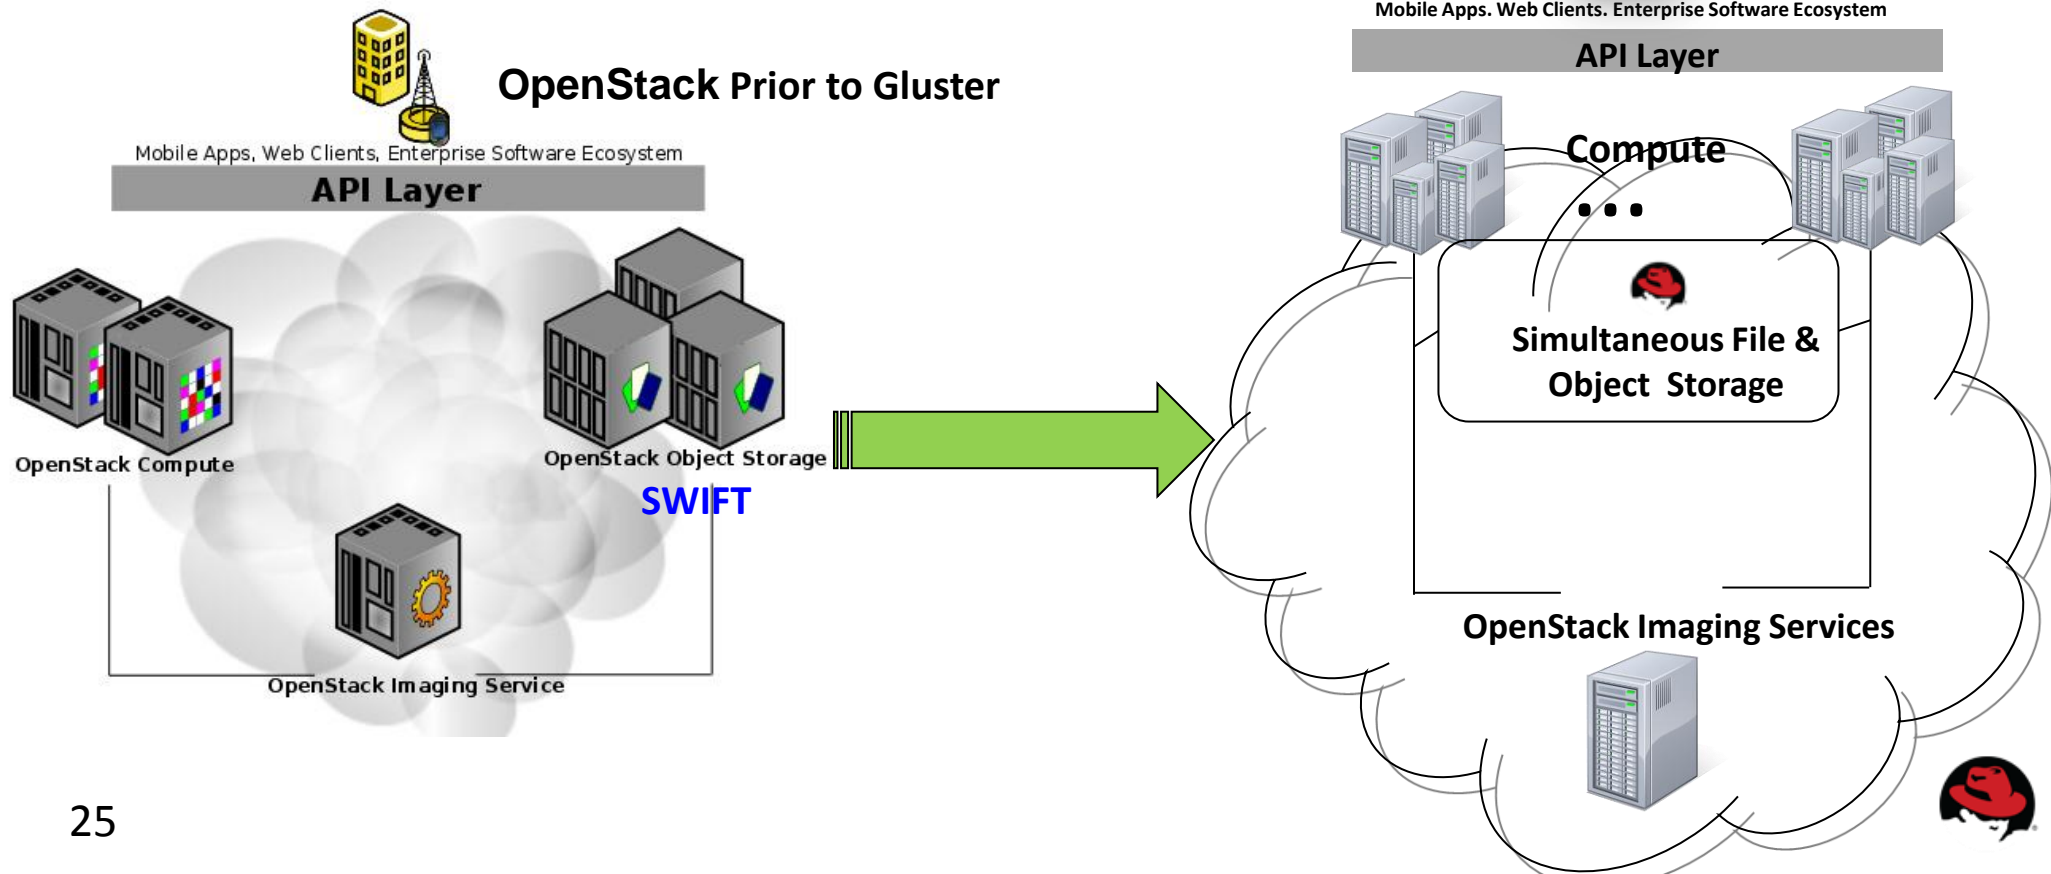 OpenStack Prior to Gluster
Mobile Apps, Web Clients, Enterprise Software Ecosystem
API Layer
OpenStack Compute
OpenStack Object Storage
SWIFT
OpenStack Imaging Service
Mobile Apps. Web Clients. Enterprise Software Ecosystem
API Layer
Compute
...
Simultaneous File &
Object Storage
OpenStack Imaging Services
25